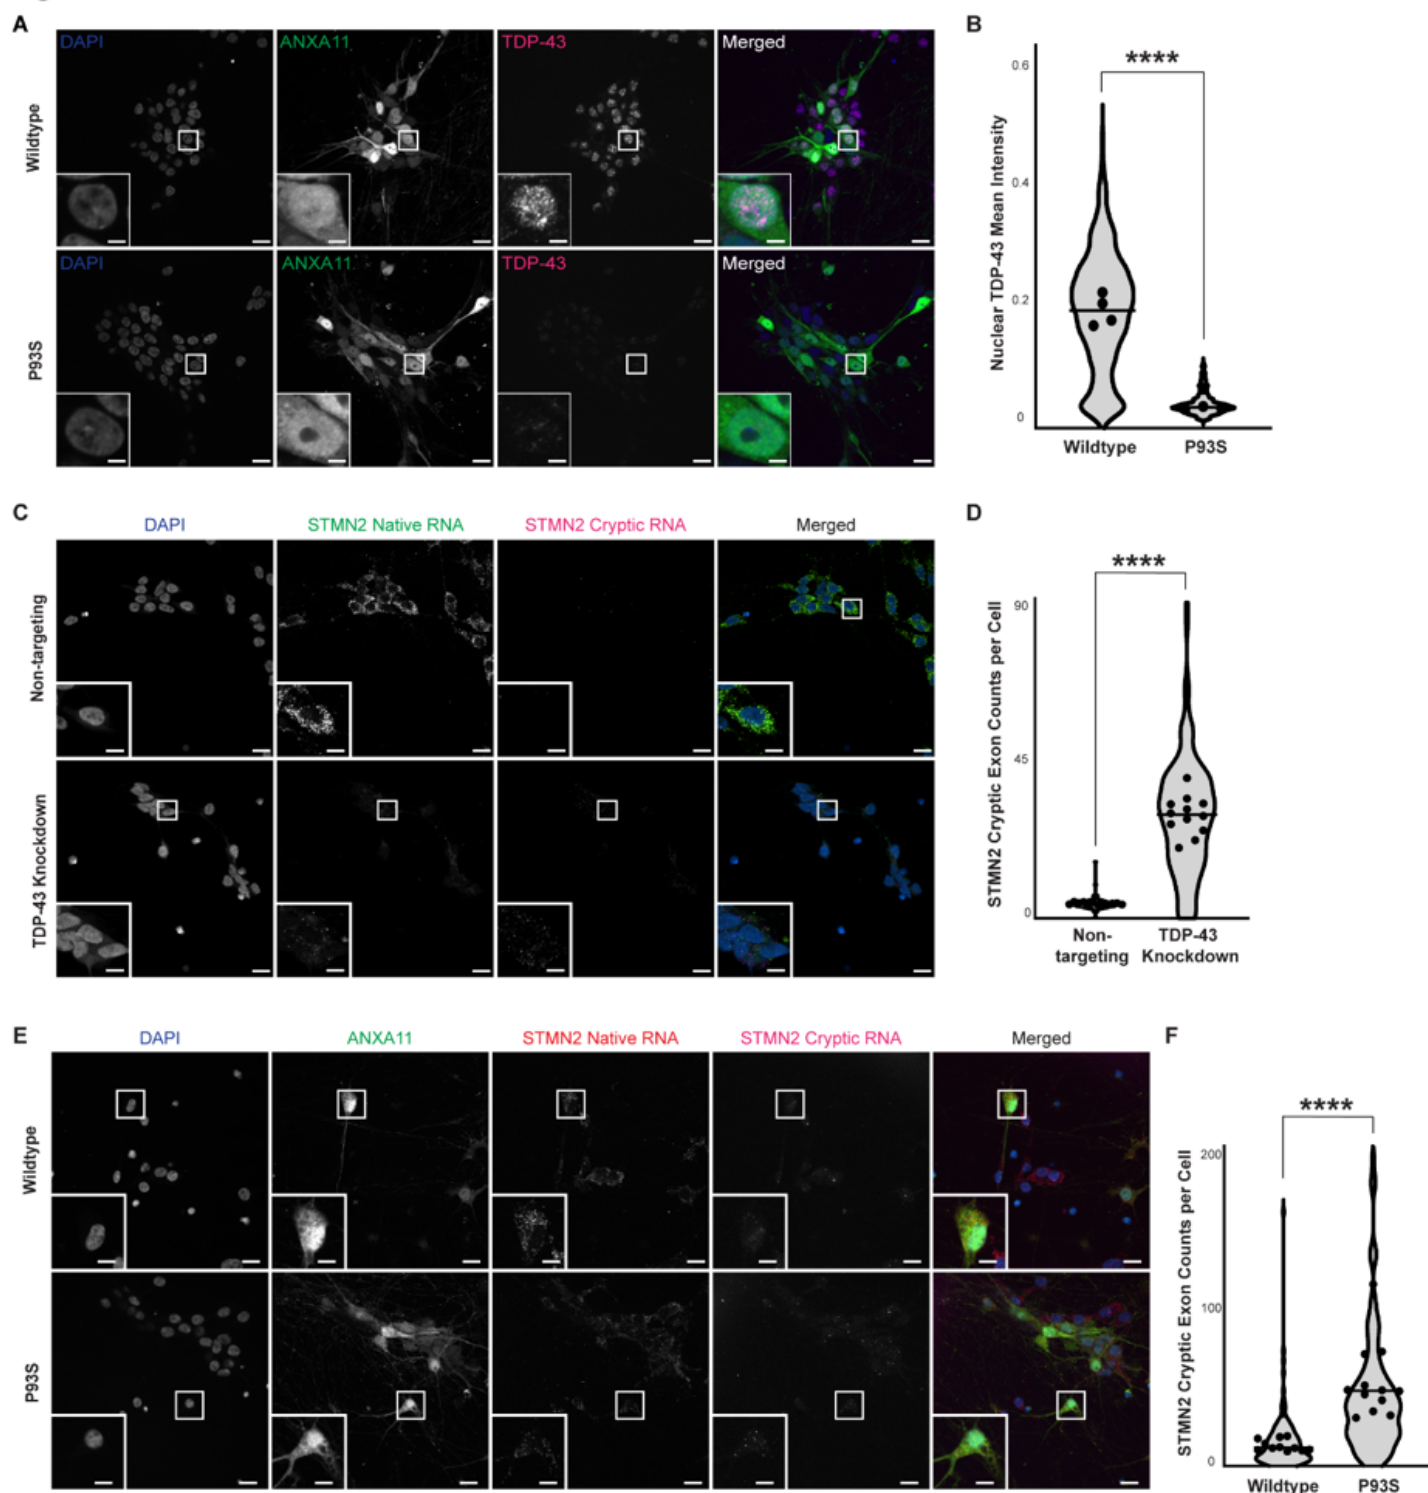 A
DAPI
ANXA11
TDP-43
Merged
Wildtype
DAPI
ANXA11
TDP-43
Merged
P93S
B
****
Nuclear TDP-43 Mean Intensity
0.6
0.4
0.2
0
Wildtype
P93S
C
DAPI
STMN2 Native RNA
STMN2 Cryptic RNA
Merged
Non-targeting
TDP-43 Knockdown
D
****
STMN2 Cryptic Exon Counts per Cell
90
45
0
Non-
targeting
TDP-43
Knockdown
E
DAPI
ANXA11
STMN2 Native RNA
STMN2 Cryptic RNA
Merged
Wildtype
P93S
F
****
STMN2 Cryptic Exon Counts per Cell
200
100
0
Wildtype
P93S